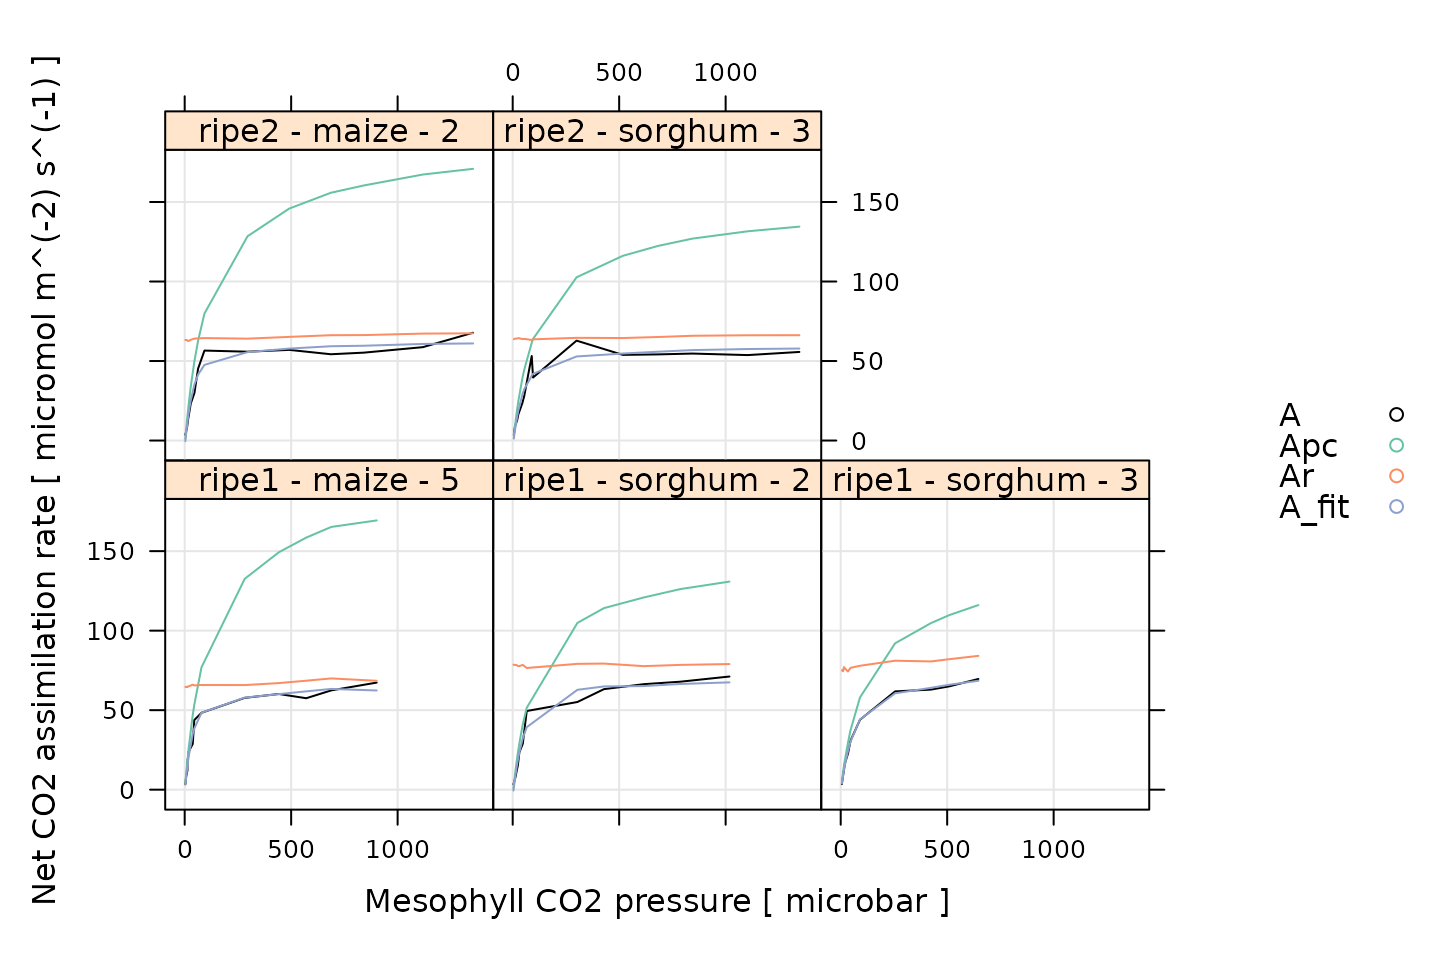 0 500 1000
ripe2 - maize - 2
ripe2 - sorghum - 3
150
100
50
0
ripe1 - maize - 5
ripe1 - sorghum - 2
ripe1 - sorghum - 3
150
100
50
0
0 500 1000
0 500 1000
Mesophyll CO2 pressure [ microbar ]
Net CO2 assimilation rate [ micromol m^(-2) s^(-1) ]
A
Apc
Ar
A_fit